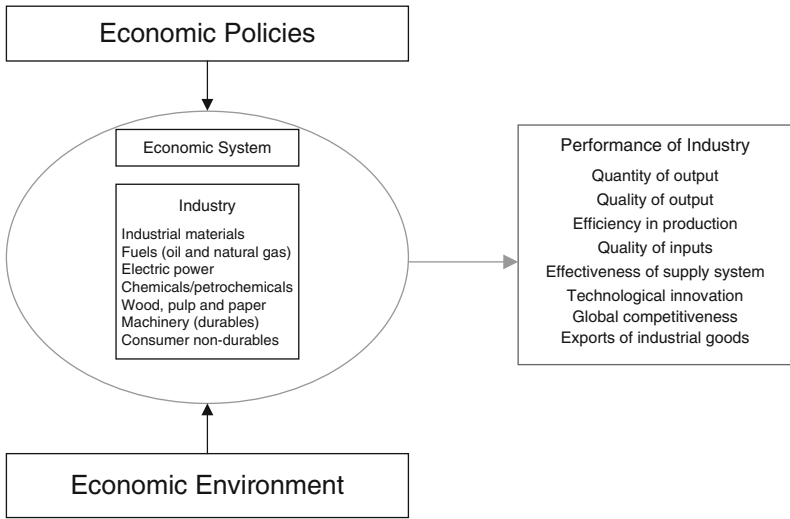 Economic Policies
Economic System
Industry
Industrial materials
Fuels (oil and natural gas)
Electric power
Chemicals/petrochemicals
Wood, pulp and paper
Machinery (durables)
Consumer non-durables
Performance of Industry
Quantity of output
Quality of output
Efficiency in production
Quality of inputs
Effectiveness of supply system
Technological innovation
Global competitiveness
Exports of industrial goods
Economic Environment